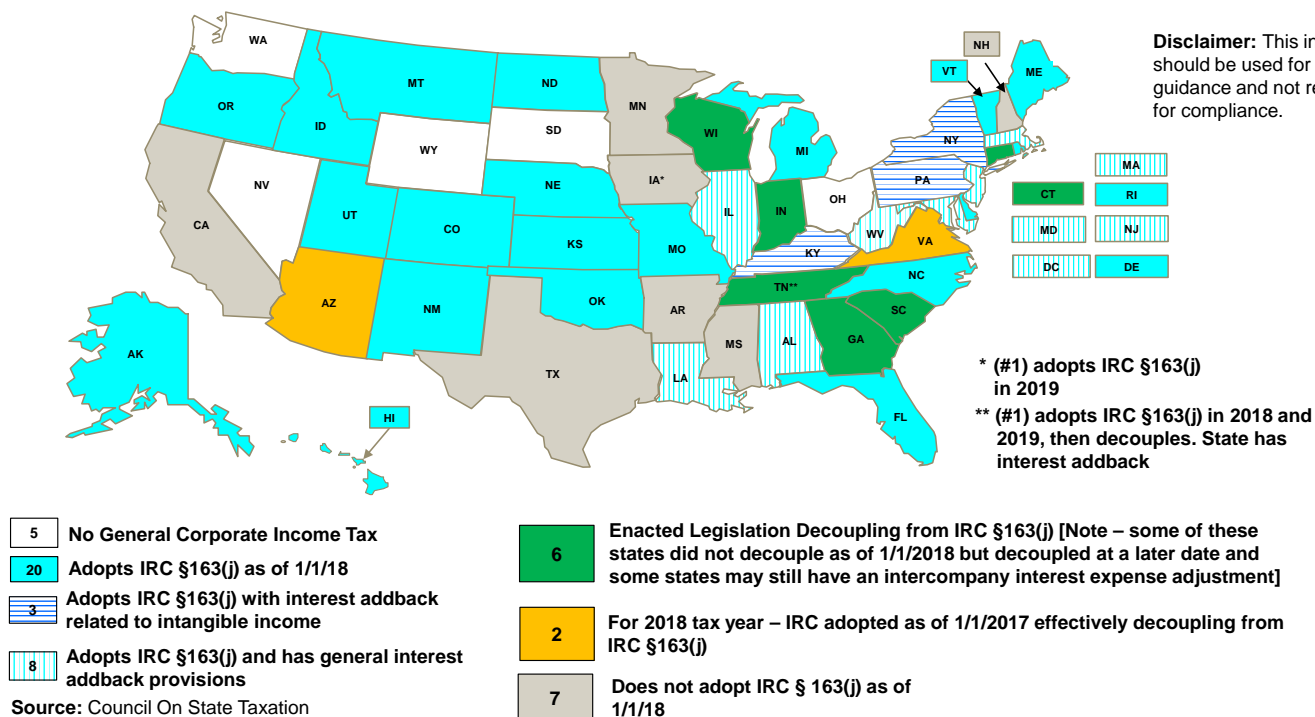 WA
OR
CA
NV
ID
MT
WY
UT
AZ
CO
NM
ND
SD
NE
KS
OK
TX
MN
IA*
MO
AR
LA
WI
IL
MS
MI
IN
KY
TN**
AL
OH
WV
GA
FL
SC
NC
VA
PA
NY
VT
NH
ME
MA
CT
RI
MD
NJ
DC
DE
AK
HI
Disclaimer: This in
should be used for
guidance and not re
for compliance.
* (#1) adopts IRC §163(j)
in 2019
** (#1) adopts IRC §163(j) in 2018 and
2019, then decouples. State has
interest addback
5 No General Corporate Income Tax
20 Adopts IRC §163(j) as of 1/1/18
3 Adopts IRC §163(j) with interest addback
related to intangible income
8 Adopts IRC §163(j) and has general interest
addback provisions
Source: Council On State Taxation
6 Enacted Legislation Decoupling from IRC §163(j) [Note – some of these
states did not decouple as of 1/1/2018 but decoupled at a later date and
some states may still have an intercompany interest expense adjustment]
2 For 2018 tax year – IRC adopted as of 1/1/2017 effectively decoupling from
IRC §163(j)
7 Does not adopt IRC § 163(j) as of
1/1/18